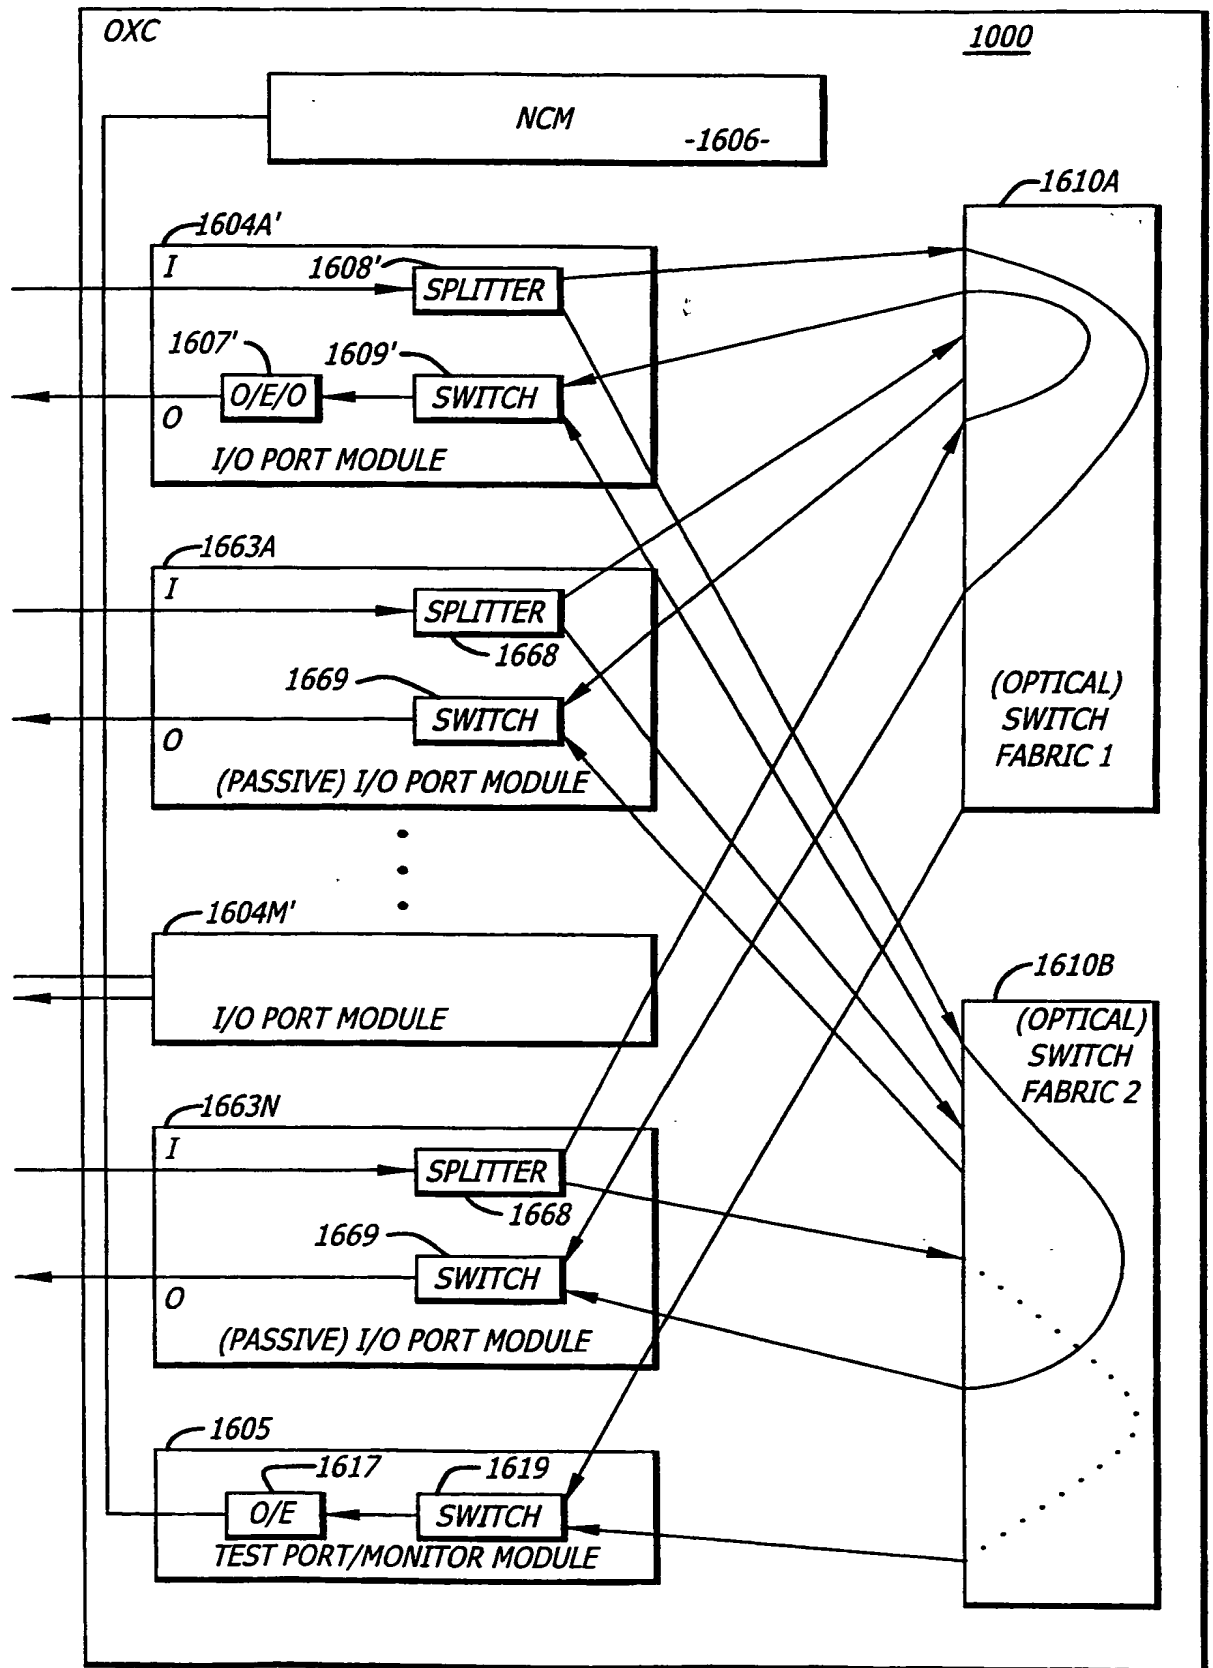 OXC
1000
NCM
-1606-
1610A
1604A'
I
1608'
SPLITTER
1607'
1609'
O/E/O
SWITCH
O
I/O PORT MODULE
1663A
I
SPLITTER
1668
1669
SWITCH
O
(PASSIVE) I/O PORT MODULE
(OPTICAL)
SWITCH
FABRIC 1
1604M'
I/O PORT MODULE
1610B
(OPTICAL)
SWITCH
FABRIC 2
1663N
I
SPLITTER
1668
1669
SWITCH
O
(PASSIVE) I/O PORT MODULE
1605
1617
1619
O/E
SWITCH
TEST PORT/MONITOR MODULE